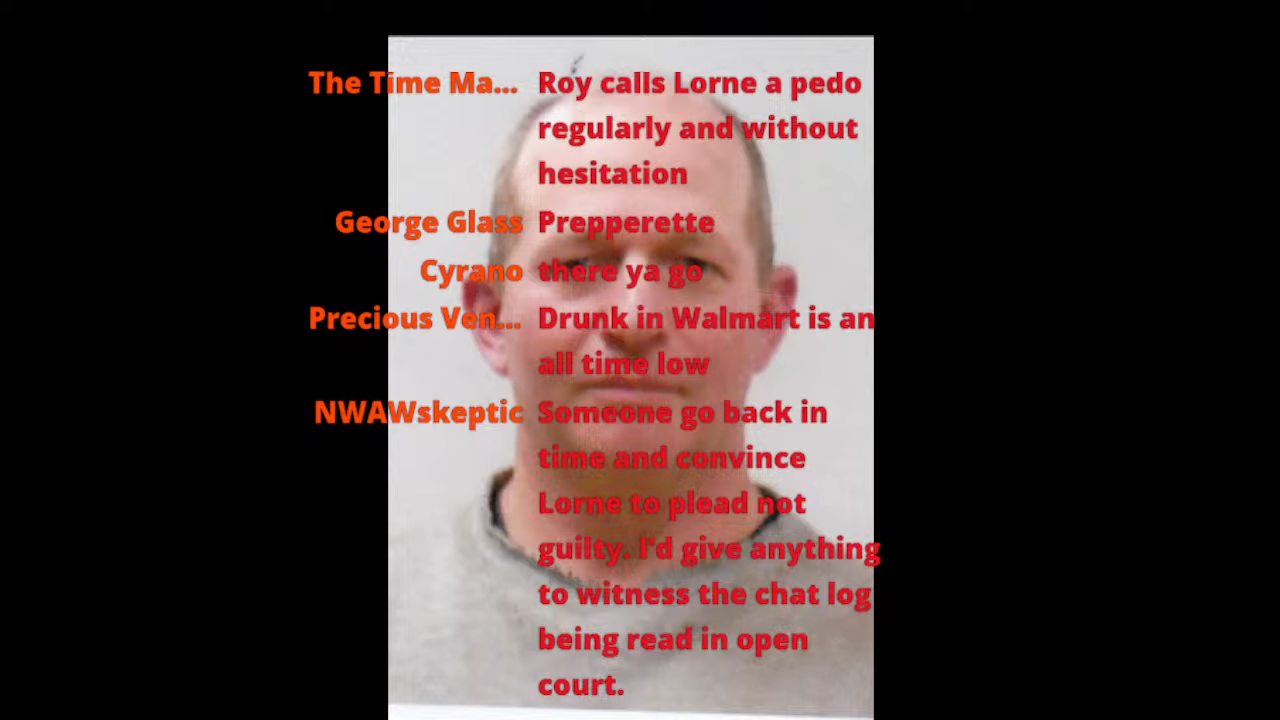 The Time Ma... Roy calls Lorne a pedo
regularly and without
hesitation
George Glass Prepperette
Cyrano there ya go
Precious Ven... Drunk in Walmart is an
all time low
NWAWskeptic Someone go back in
time and convince
Lorne to plead not
guilty. I'd give anything
to witness the chat log
being read in open
court.